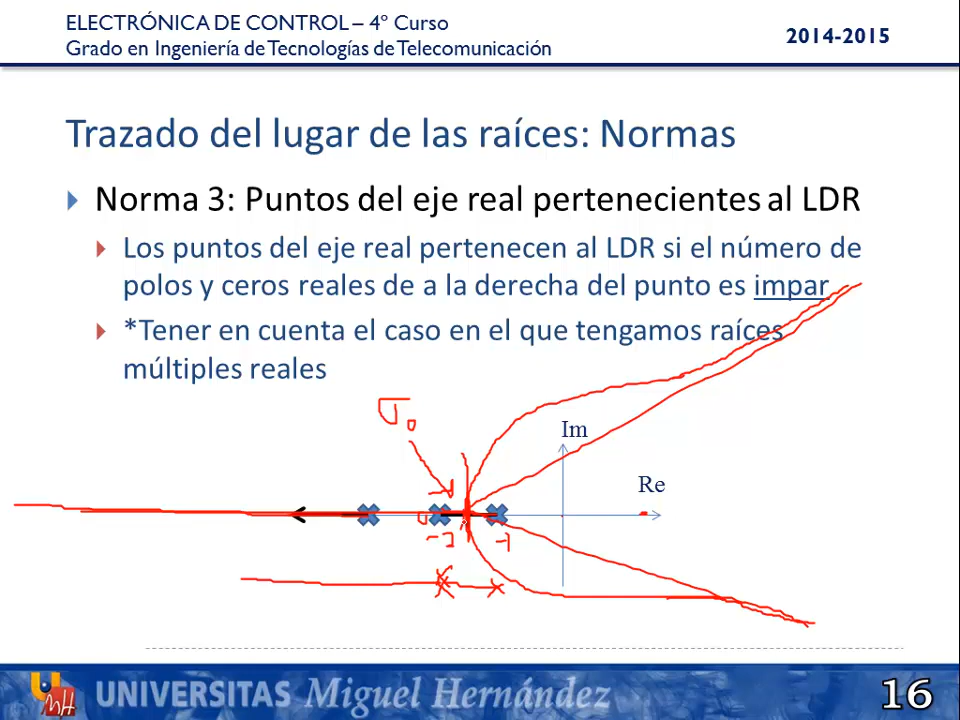 ELECTRÓNICA DE CONTROL – 4º Curso
Grado en Ingeniería de Tecnologías de Telecomunicación
2014-2015
Trazado del lugar de las raíces: Normas
Norma 3: Puntos del eje real pertenecientes al LDR
Los puntos del eje real pertenecen al LDR si el número de
polos y ceros reales de a la derecha del punto es impar
*Tener en cuenta el caso en el que tengamos raíces
múltiples reales
σ₀
Im
Re
-2
-1
UNIVERSITAS Miguel Hernández
16